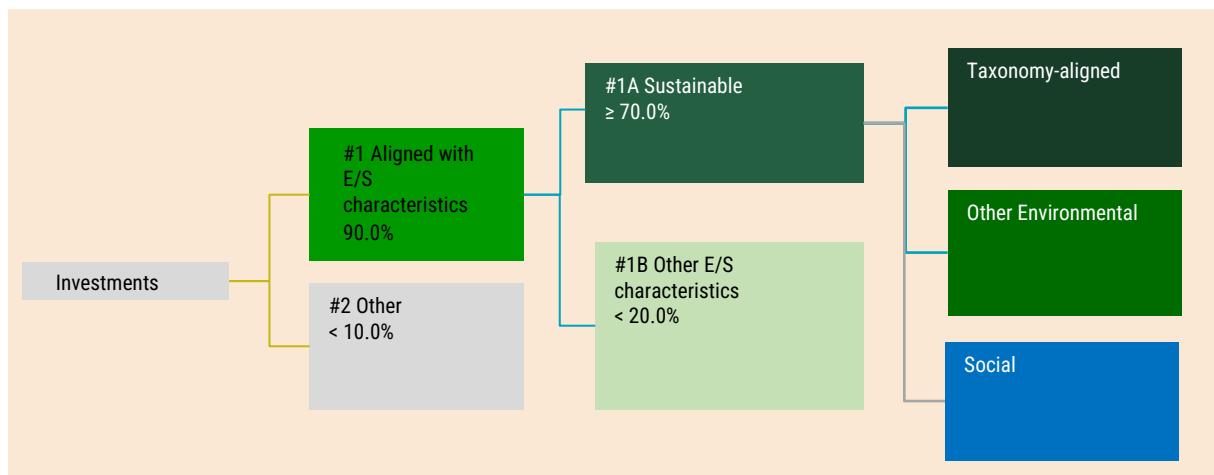 Investments
#1 Aligned with
E/S
characteristics
90.0%
#2 Other
< 10.0%
#1A Sustainable
≥ 70.0%
#1B Other E/S
characteristics
< 20.0%
Taxonomy-aligned
Other Environmental
Social